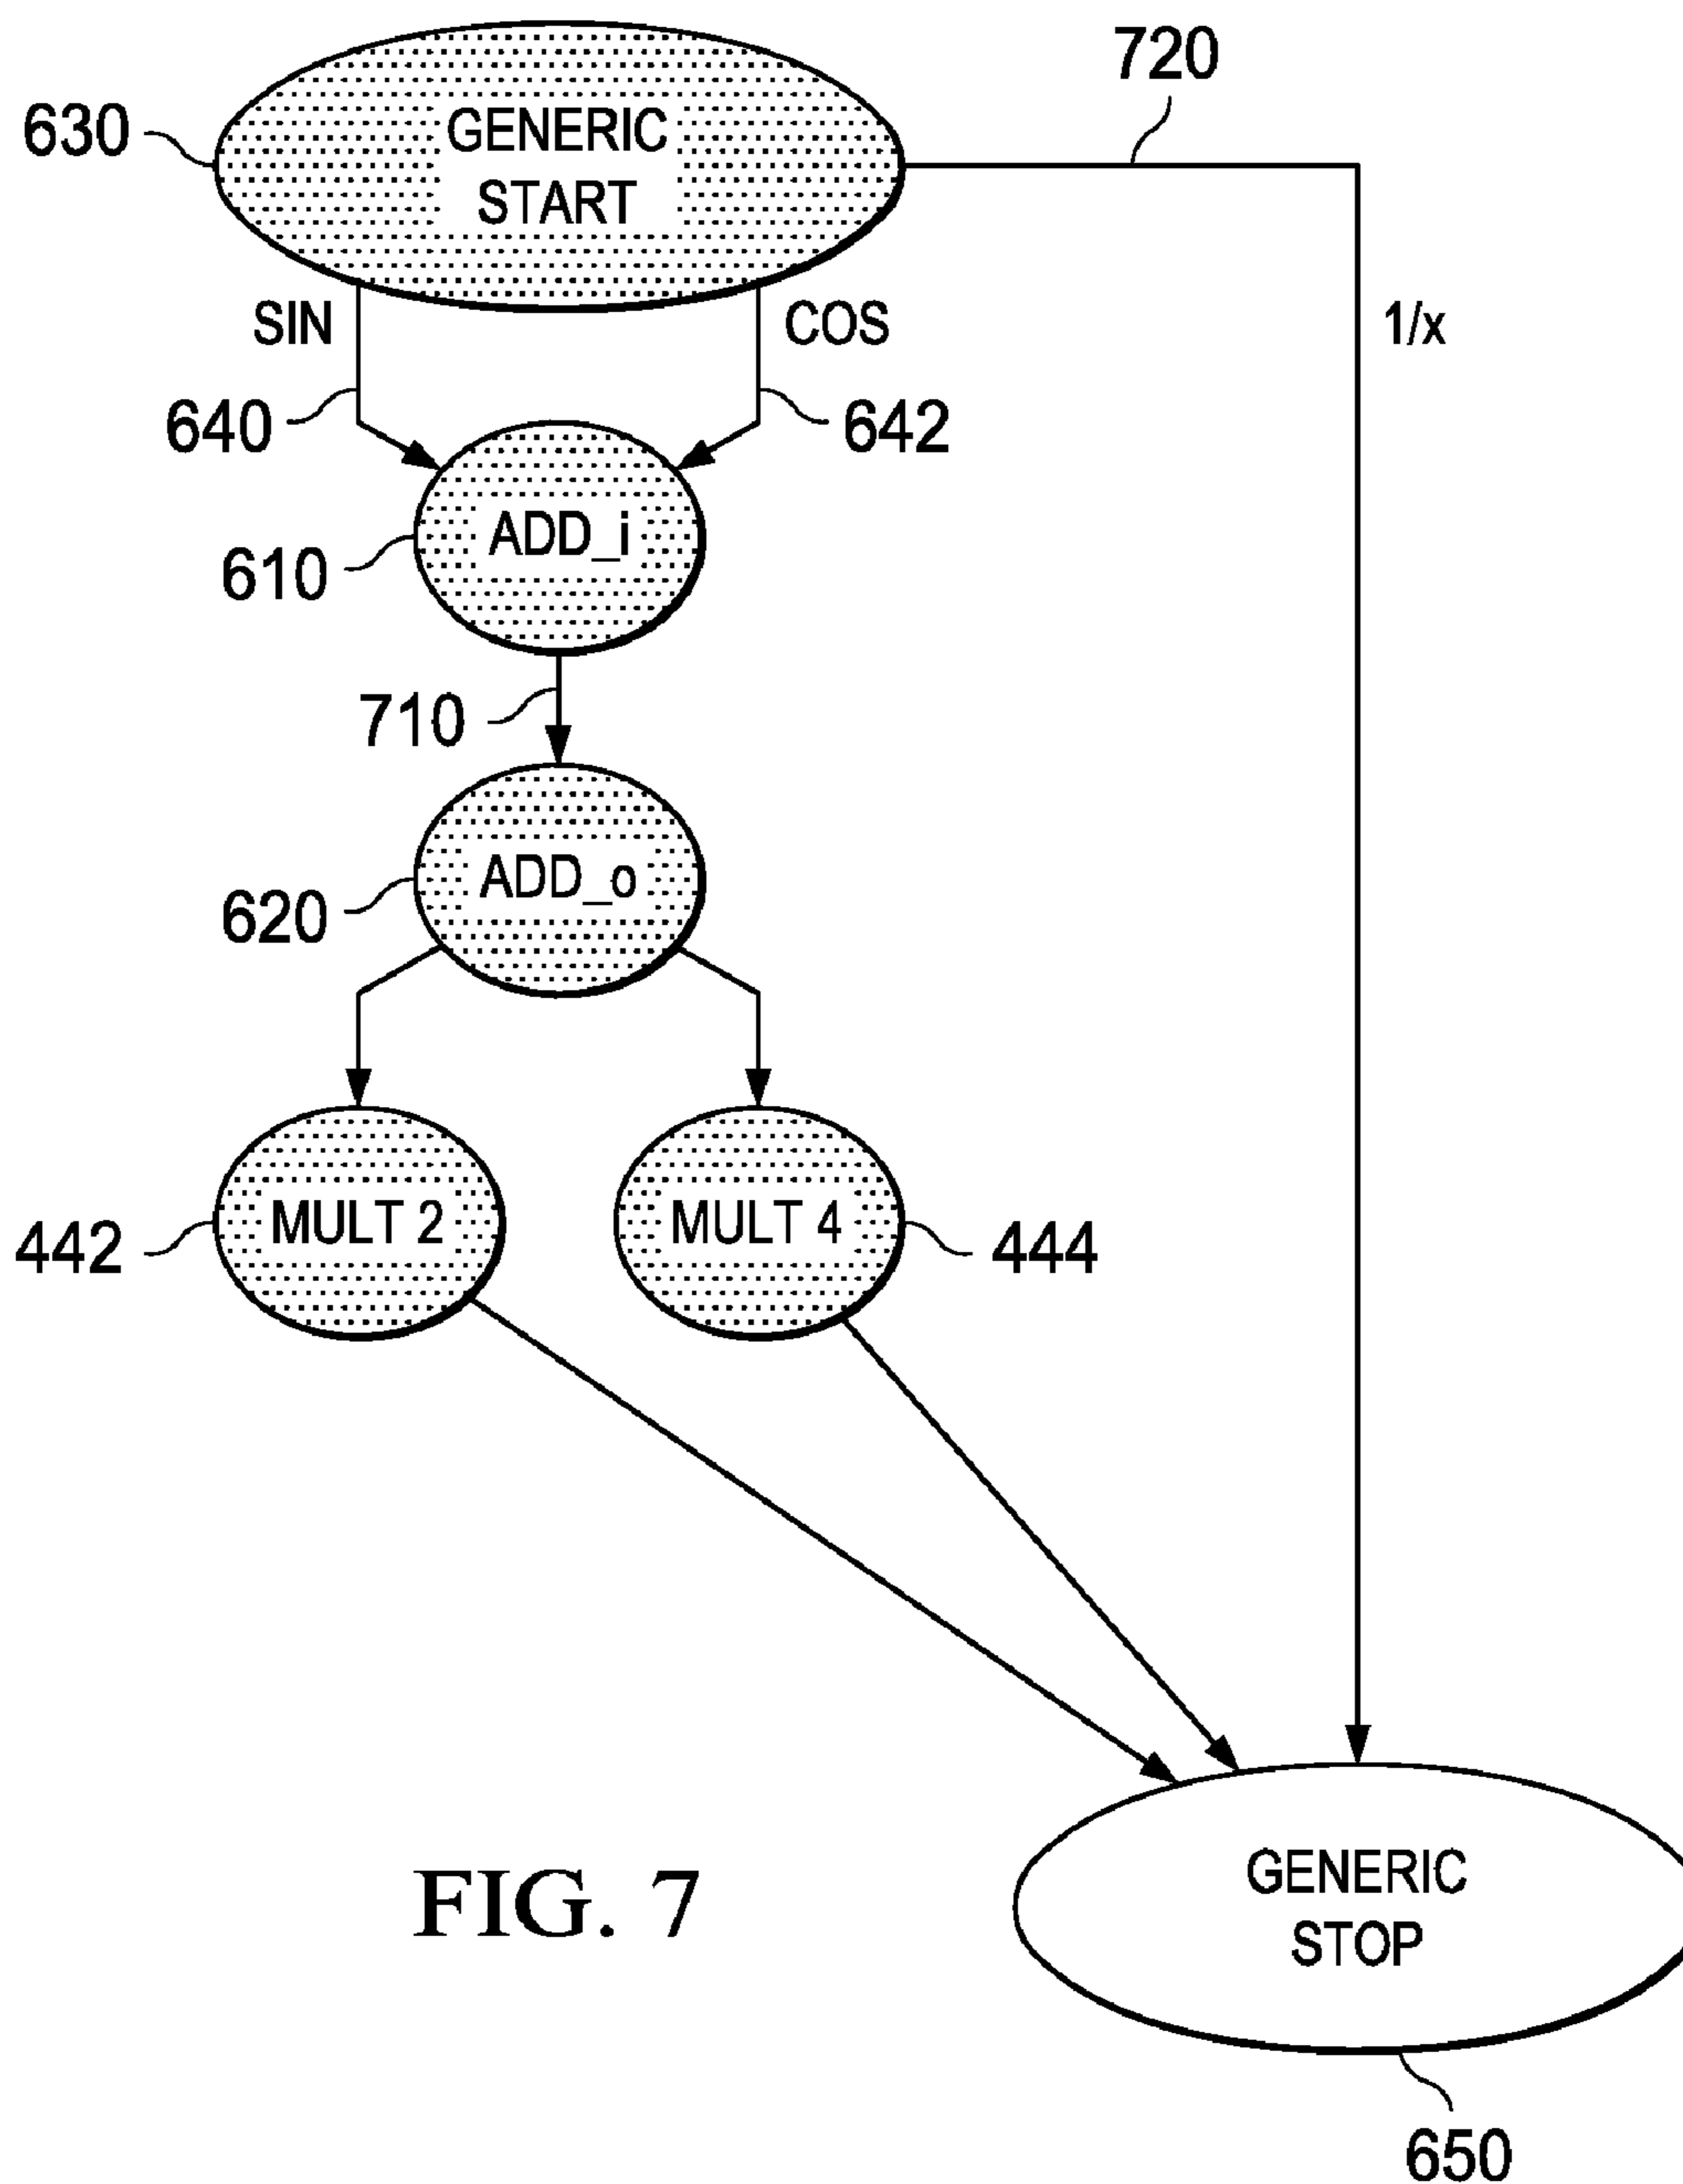 720
630
GENERIC
START
SIN
COS
1/x
640
642
ADD_i
610
710
ADD_o
620
MULT 2
MULT 4
442
444
FIG. 7
GENERIC
STOP
650